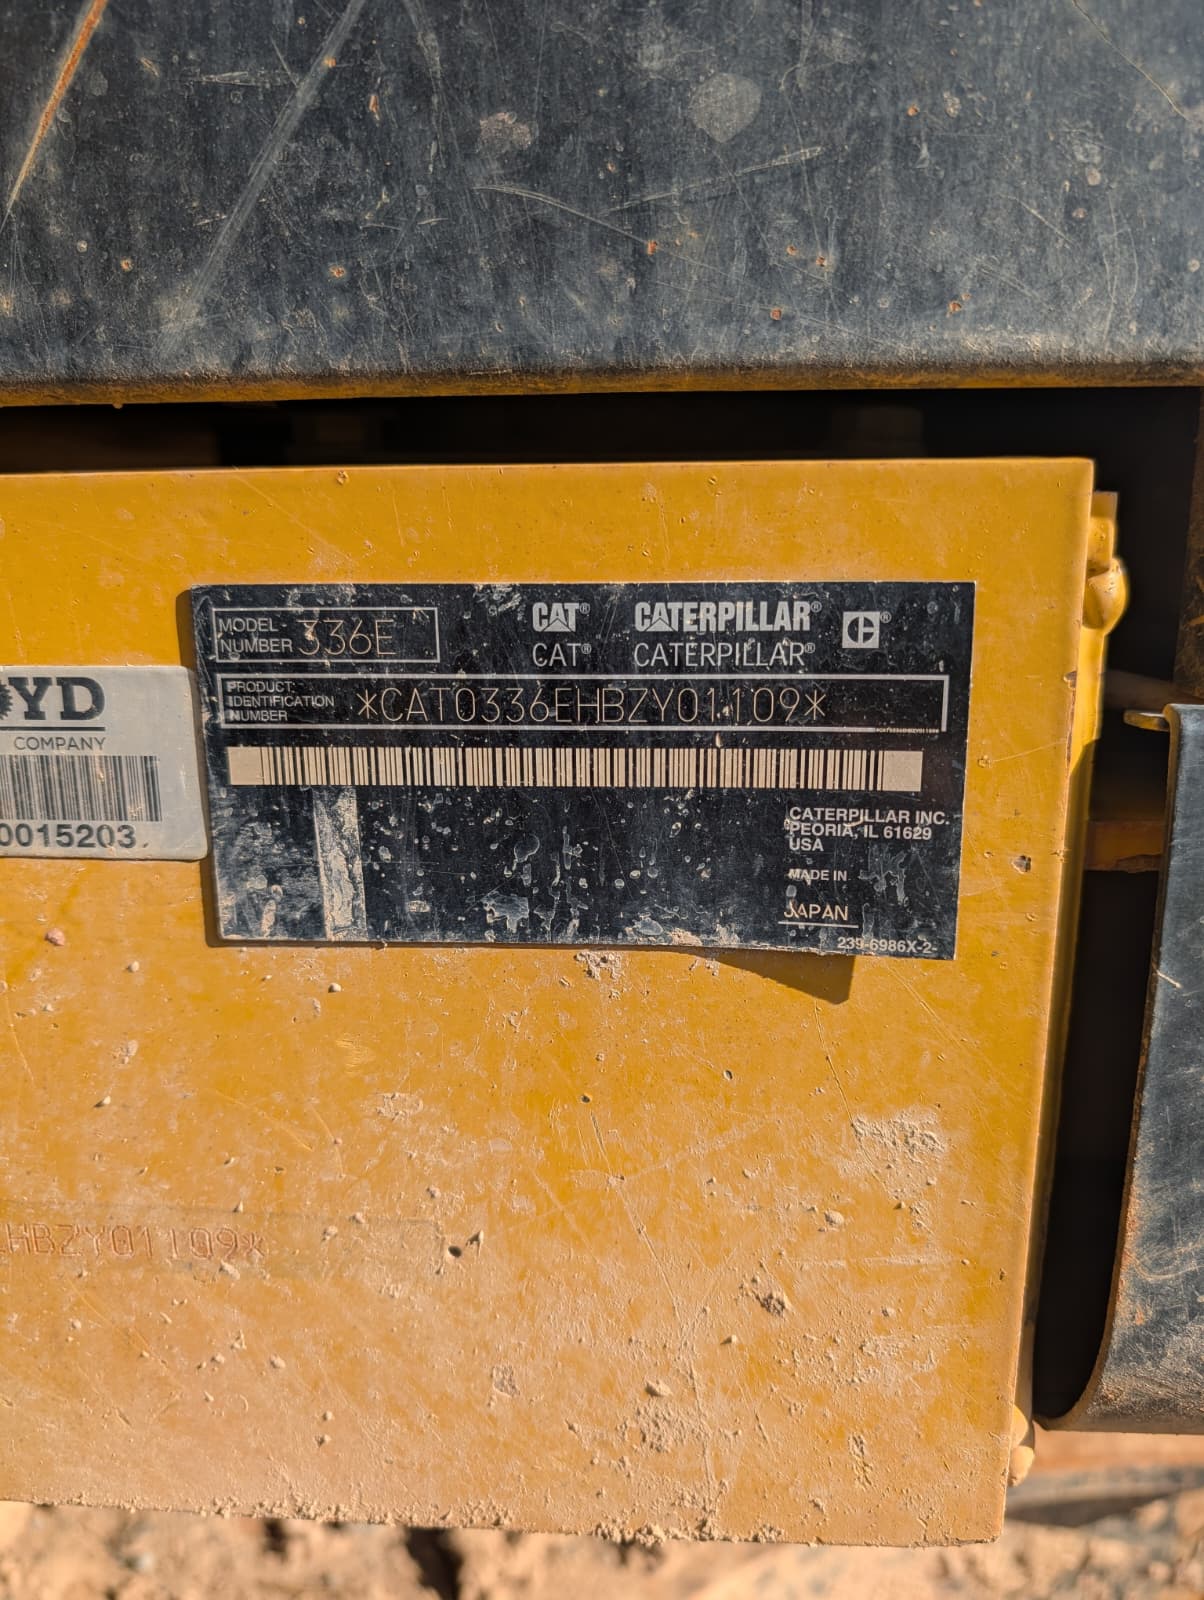 MODEL
NUMBER 336E
CAT® CATERPILLAR®
CAT® CATERPILLAR®
PRODUCT
IDENTIFICATION
NUMBER
*CAT0336EHBZY01109*
CATERPILLAR INC.
PEORIA, IL 61629
USA
MADE IN
JAPAN
239-6986X-2
YD
COMPANY
0015203
HBZY01109*